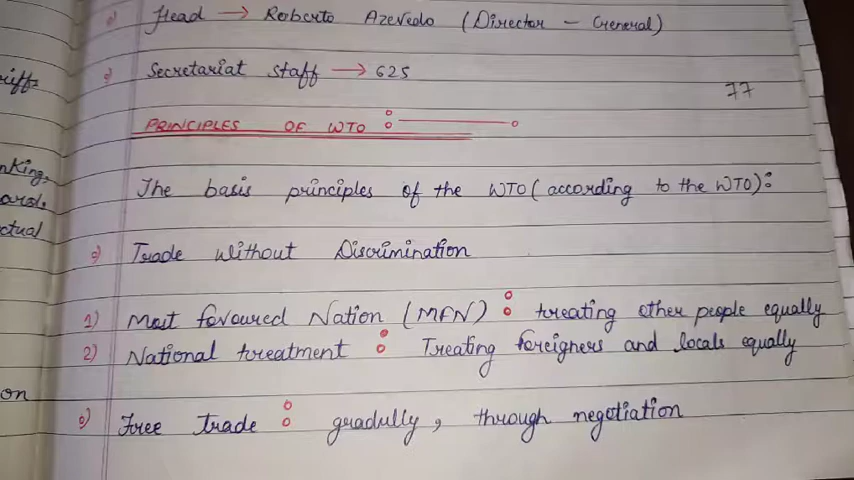 Head → Roberto Azevedo (Director - General)
Secretariat staff → 625
77
PRINCIPLES OF WTO :
The basis principles of the WTO (according to the WTO):
Trade without Discrimination
1) Most favoured Nation (MFN) : treating other people equally
2) National treatment : Treating foreigners and locals equally
Free Trade : gradully, through negotiation